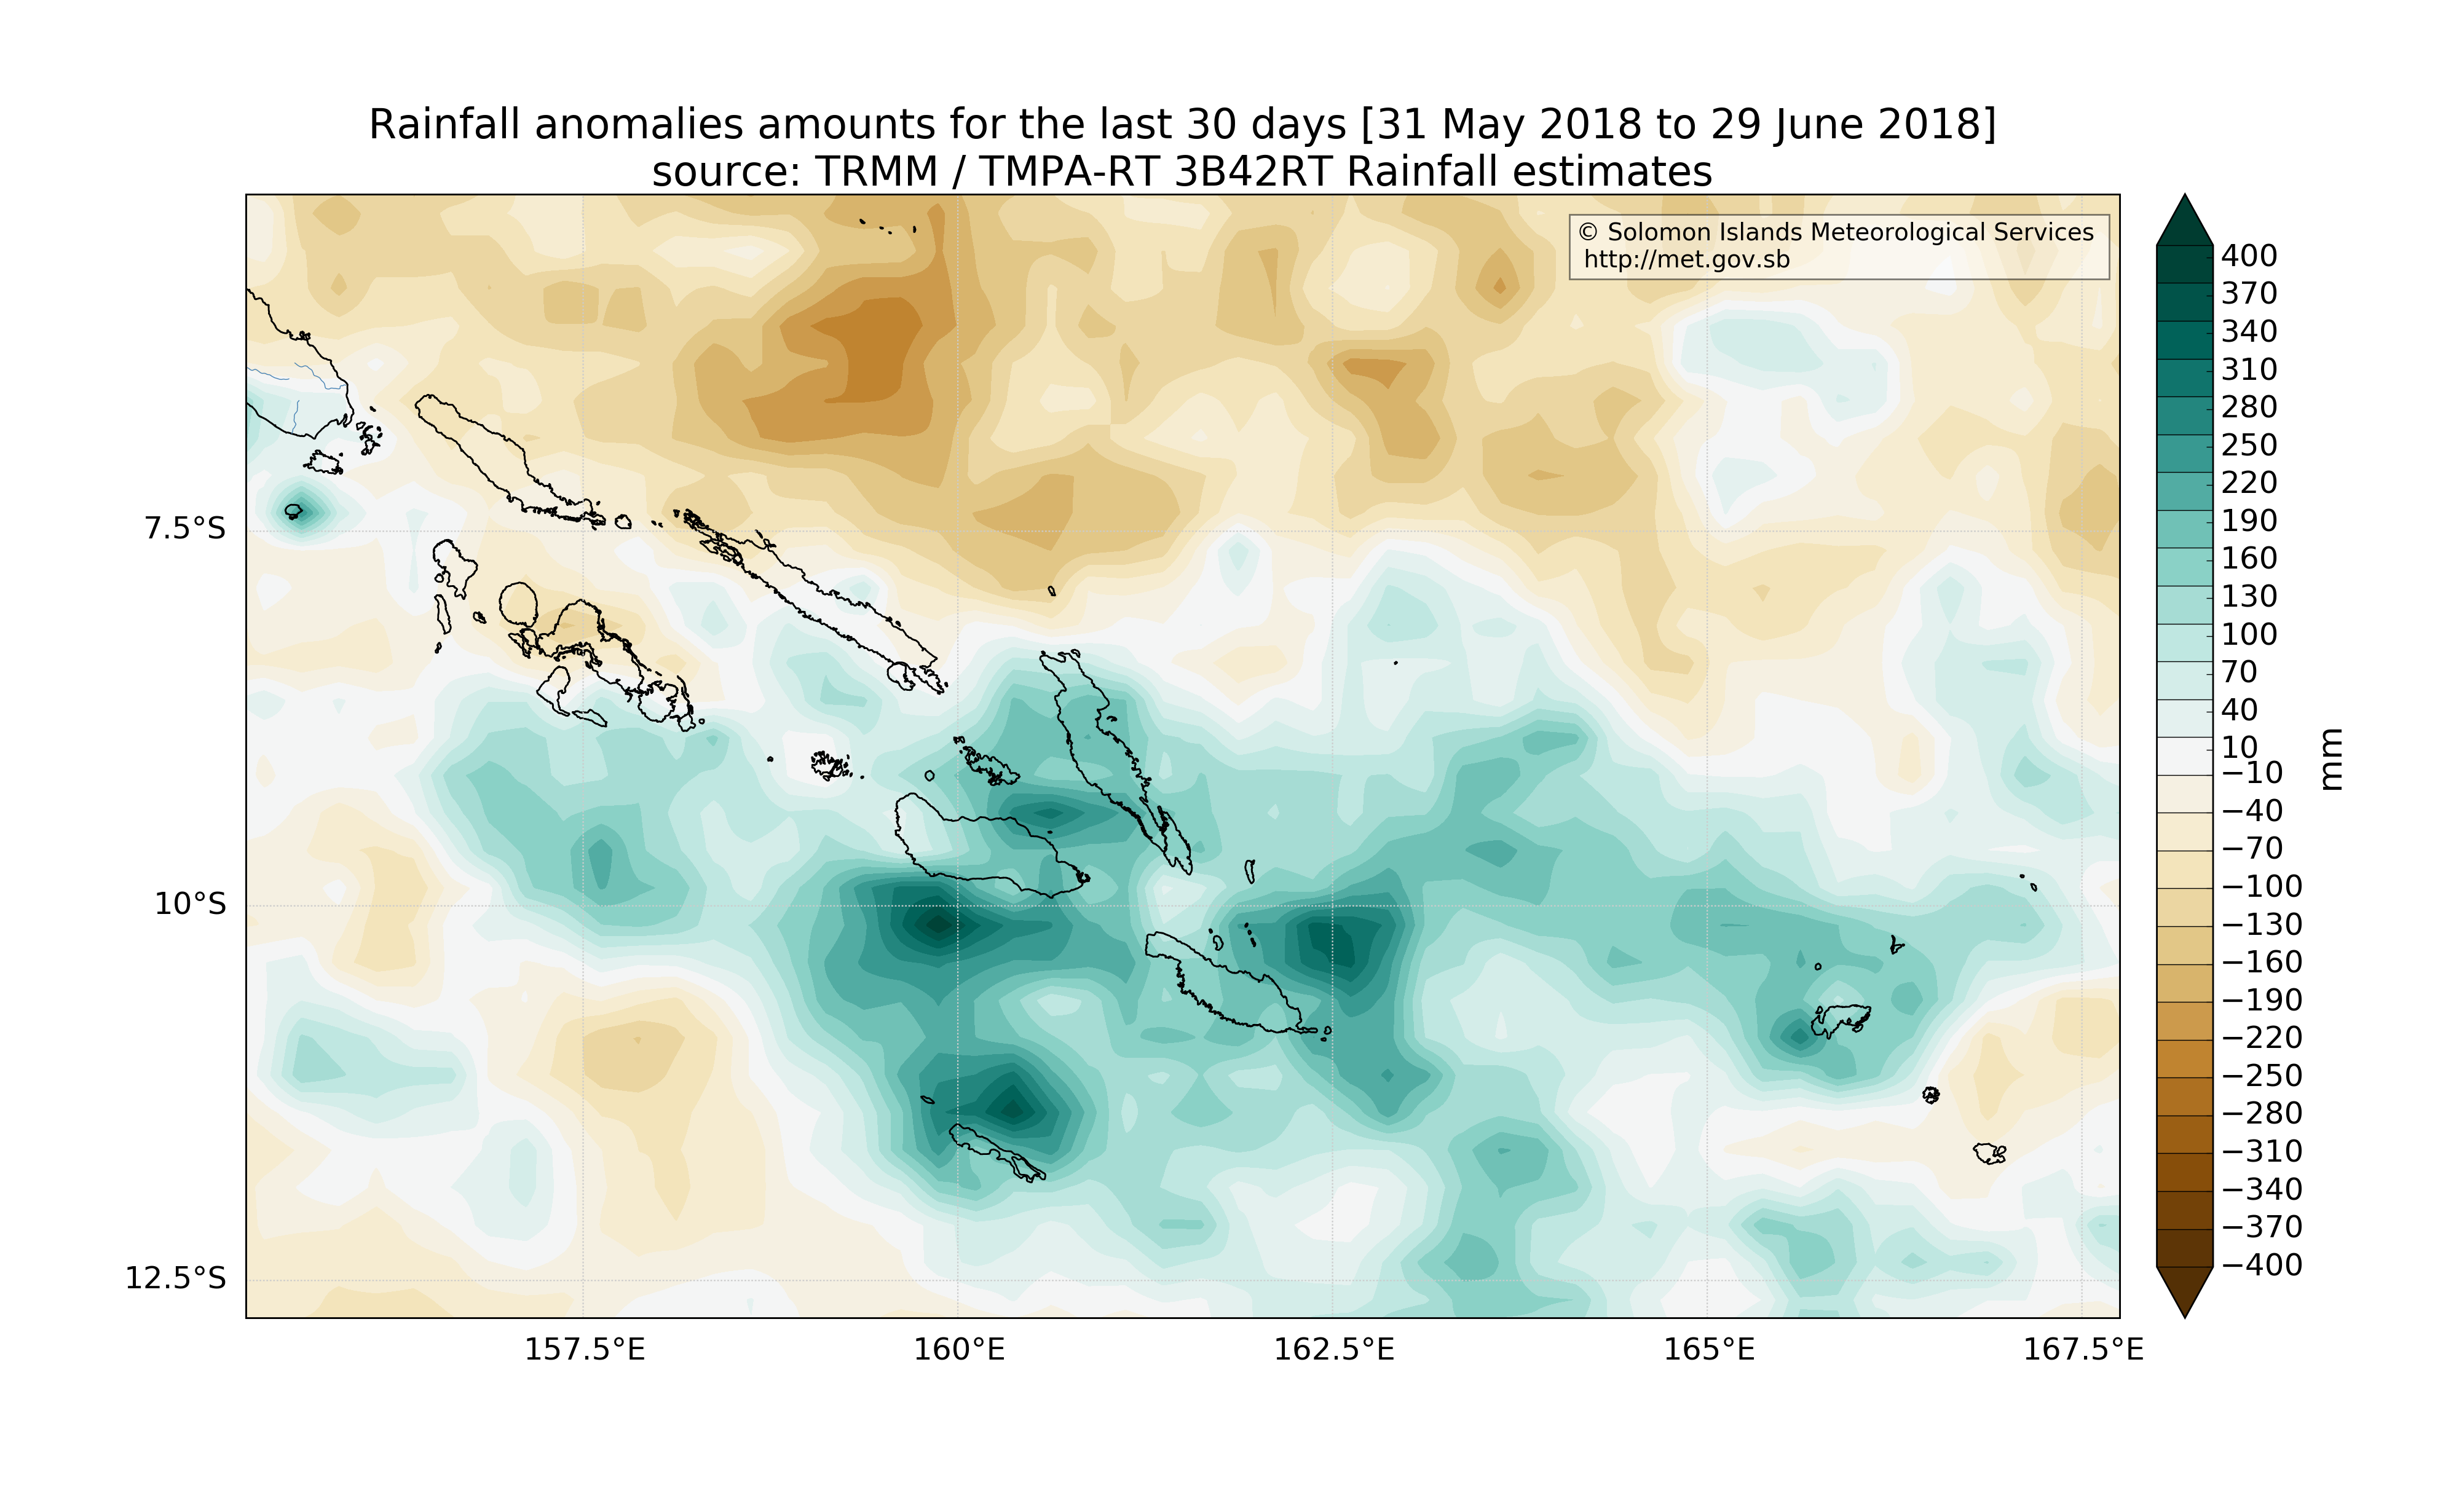 Rainfall anomalies amounts for the last 30 days [31 May 2018 to 29 June 2018]
source: TRMM / TMPA-RT 3B42RT Rainfall estimates
© Solomon Islands Meteorological Services
http://met.gov.sb
7.5°S
10°S
12.5°S
157.5°E
160°E
162.5°E
165°E
167.5°E
400
370
340
310
280
250
220
190
160
130
100
70
40
10
−10
−40
−70
−100
−130
−160
−190
−220
−250
−280
−310
−340
−370
−400
mm